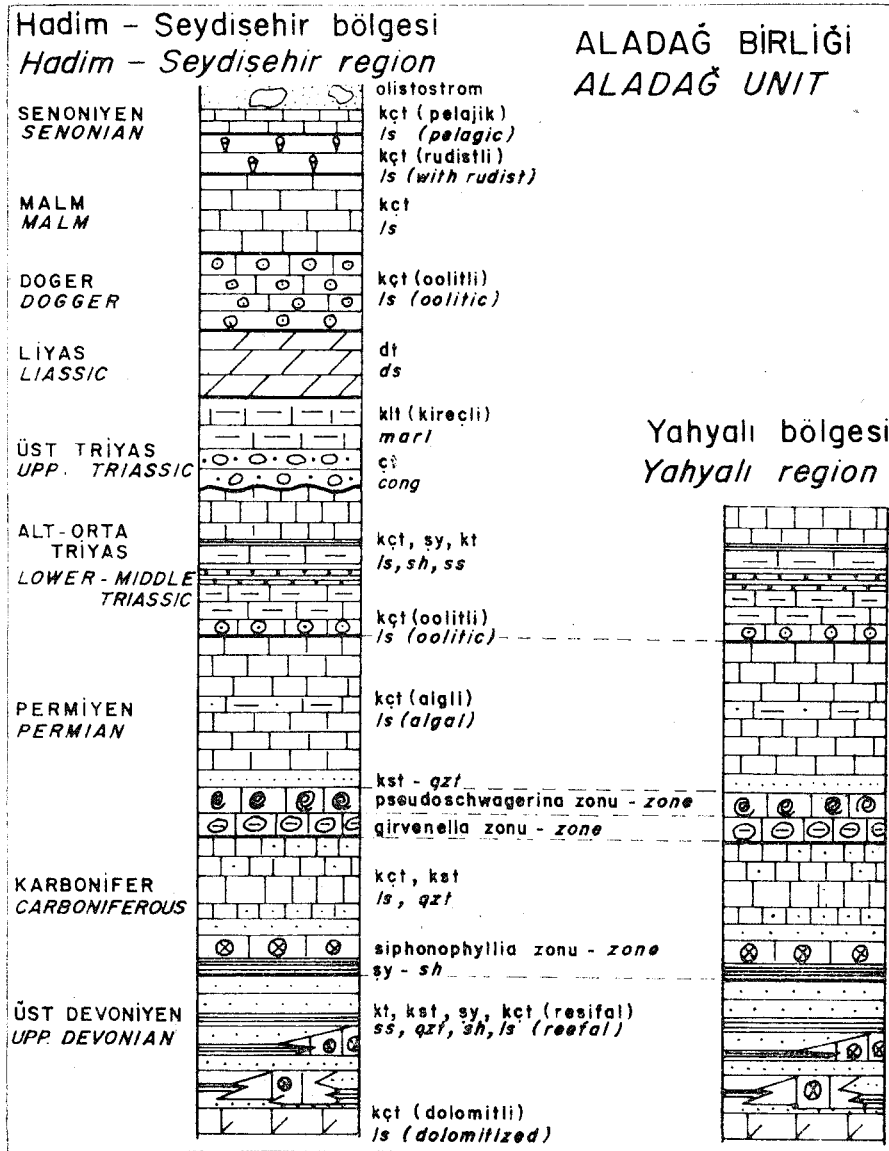 Hadim - Seydişehir bölgesi
Hadim - Seydişehir region
ALADAĞ BİRLİĞİ
ALADAĞ UNIT
olistostrom
SENONİYEN
SENONIAN
kçt (pelajik)
ls (pelagic)
kçt (rudistli)
ls (with rudist)
MALM
MALM
kçt
ls
DOGER
DOGGER
kçt (oolitli)
ls (oolitic)
LİYAS
LIASSIC
dt
ds
klt (kireçli)
marl
ÜST TRİYAS
UPP. TRIASSIC
çt
cong
Yahyalı bölgesi
Yahyalı region
ALT-ORTA
TRİYAS
LOWER-MIDDLE
TRIASSIC
kçt, şy, kt
ls, sh, ss
kçt (oolitli)
ls (oolitic)
PERMİYEN
PERMIAN
kçt (algli)
ls (algal)
kst - qzt
pseudoschwagerina zonu - zone
girvenella zonu - zone
KARBONİFER
CARBONIFEROUS
kçt, kst
ls, qzt
siphonophyllia zonu - zone
şy - sh
ÜST DEVONİYEN
UPP. DEVONIAN
kt, kst, şy, kçt (resifal)
ss, qzt, sh, ls (reefal)
kçt (dolomitli)
ls (dolomitized)